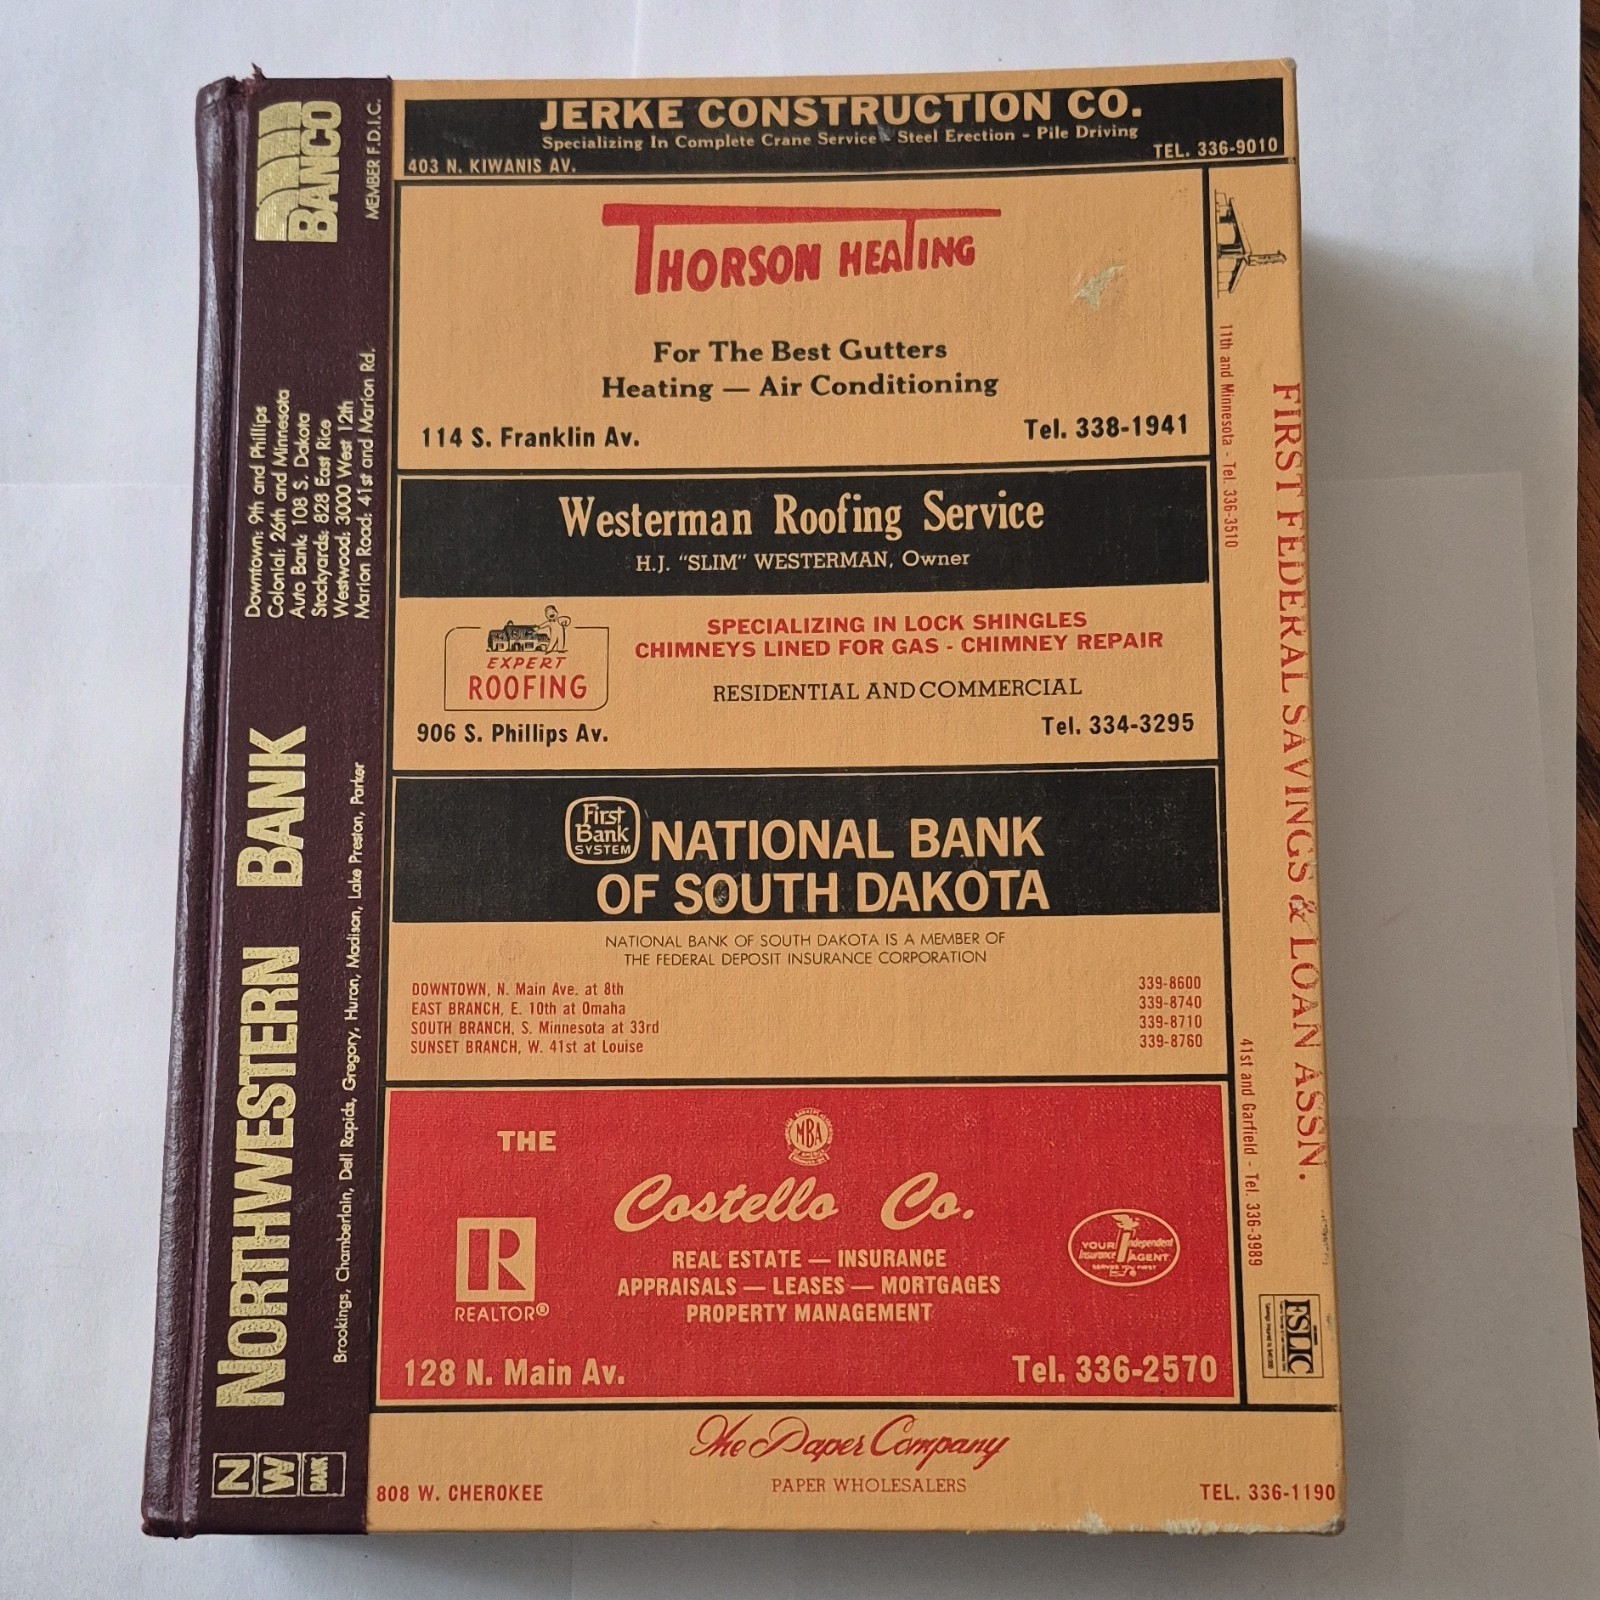 BANCO
MEMBER F.D.I.C.
Downtown: 9th and Phillips
Colonial: 26th and Minnesota
Auto Bank: 108 S. Dakota
Stockyards: 828 East Rice
Westwood: 3000 West 12th
Marion Road: 41st and Marion Rd.
NORTHWESTERN BANK
Brookings, Chamberlain, Dell Rapids, Gregory, Huron, Madison, Lake Preston, Parker
NW
BANK
JERKE CONSTRUCTION CO.
Specializing In Complete Crane Service - Steel Erection - Pile Driving
403 N. KIWANIS AV.
TEL. 336-9010
THORSON HEATING
For The Best Gutters
Heating — Air Conditioning
114 S. Franklin Av.
Tel. 338-1941
Westerman Roofing Service
H.J. "SLIM" WESTERMAN, Owner
EXPERT
ROOFING
SPECIALIZING IN LOCK SHINGLES
CHIMNEYS LINED FOR GAS - CHIMNEY REPAIR
RESIDENTIAL AND COMMERCIAL
906 S. Phillips Av.
Tel. 334-3295
First
Bank
SYSTEM
NATIONAL BANK
OF SOUTH DAKOTA
NATIONAL BANK OF SOUTH DAKOTA IS A MEMBER OF
THE FEDERAL DEPOSIT INSURANCE CORPORATION
DOWNTOWN, N. Main Ave. at 8th 339-8600
EAST BRANCH, E. 10th at Omaha 339-8740
SOUTH BRANCH, S. Minnesota at 33rd 339-8710
SUNSET BRANCH, W. 41st at Louise 339-8760
THE
MBA
Costello Co.
REALTOR®
REAL ESTATE — INSURANCE
APPRAISALS — LEASES — MORTGAGES
PROPERTY MANAGEMENT
YOUR Independent
Insurance AGENT
SERVES YOU FIRST
128 N. Main Av.
Tel. 336-2570
The Paper Company
PAPER WHOLESALERS
808 W. CHEROKEE
TEL. 336-1190
11th and Minnesota - Tel. 336-3510
FIRST FEDERAL SAVINGS & LOAN ASSN.
41st and Garfield - Tel. 336-3989
FSLIC